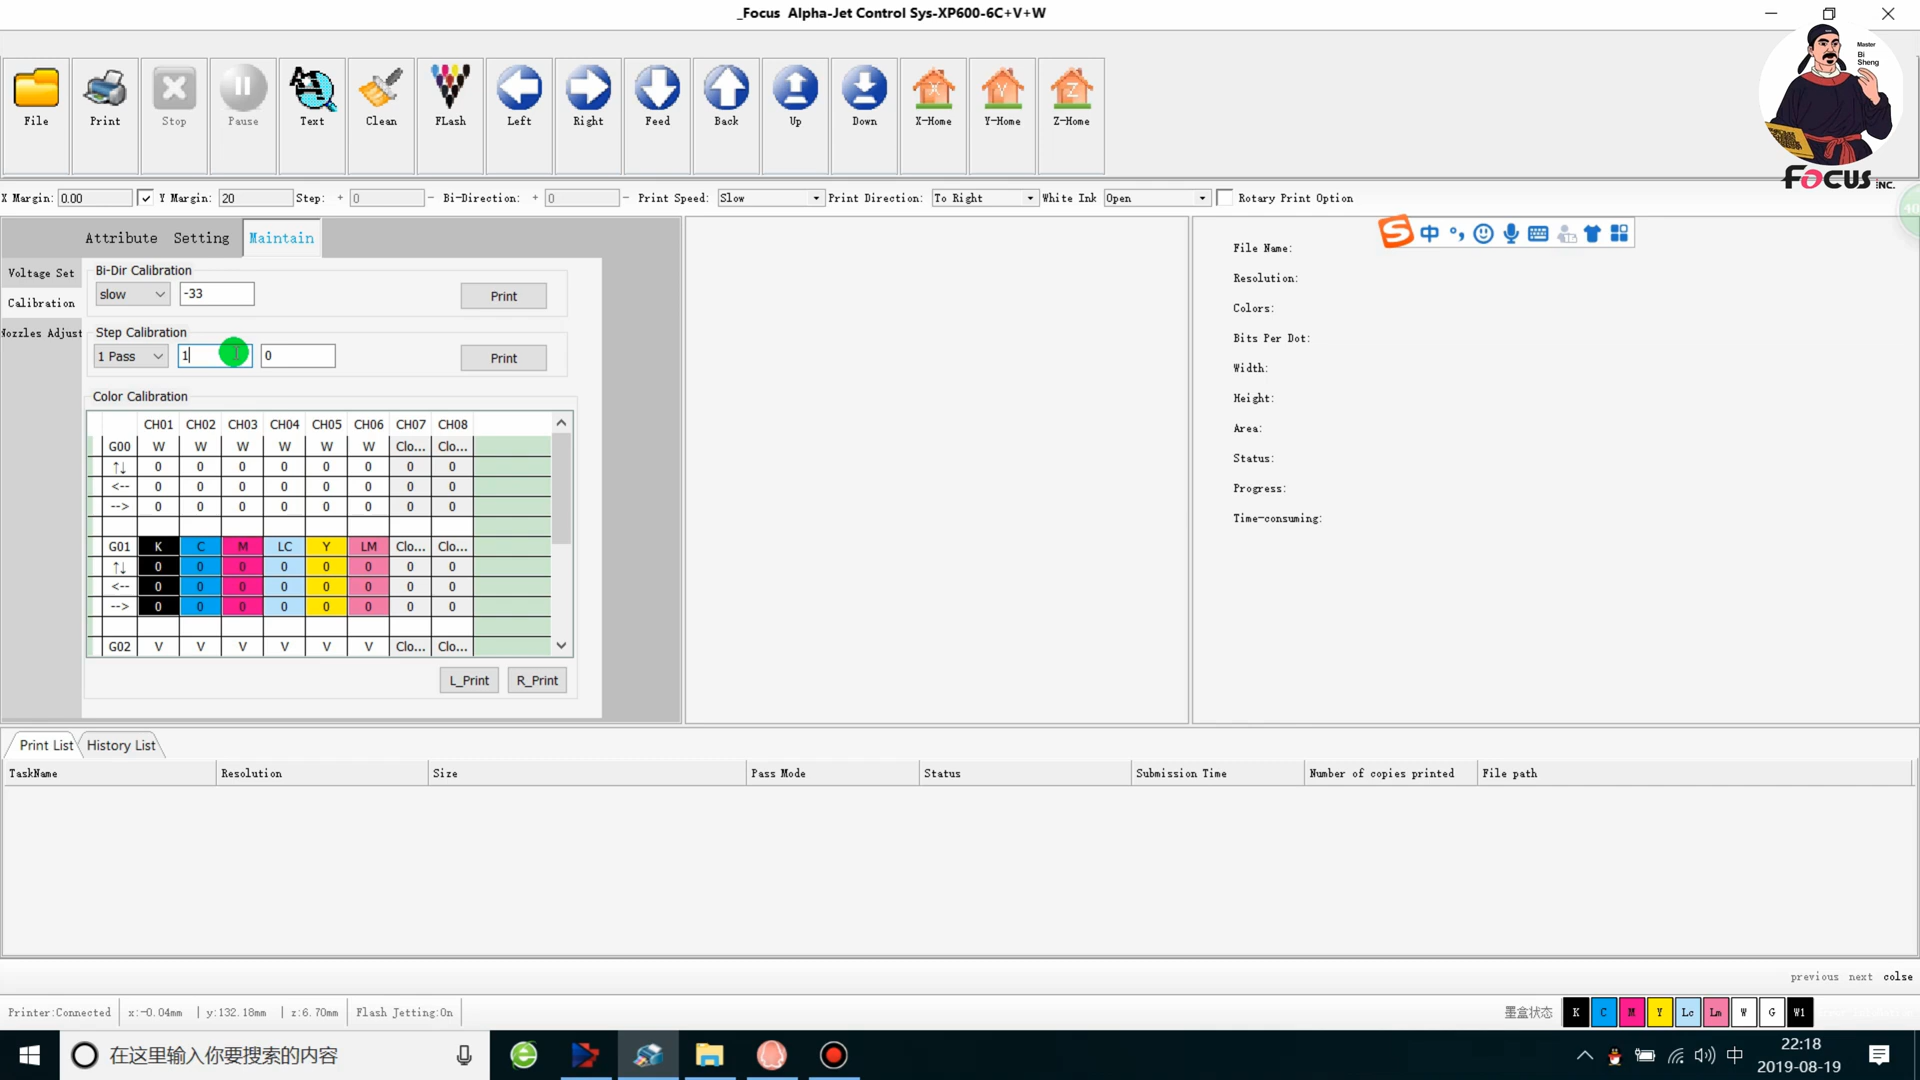 _Focus Alpha-Jet Control Sys-XP600-6C+V+W
Master
Bi
Sheng
FOCUS INC.
File Print Stop Pause Text Clean FLash Left Right Feed Back Up Down X-Home Y-Home Z-Home
X Margin: 0.00 Y Margin: 20 Step: + 0 - Bi-Direction: + 0 - Print Speed: Slow Print Direction: To Right White Ink Open Rotary Print Option
40
Attribute Setting Maintain
中
Voltage Set
Calibration
Nozzles Adjust
Bi-Dir Calibration
slow -33 Print
Step Calibration
1 Pass 1 0 Print
Color Calibration
CH01 CH02 CH03 CH04 CH05 CH06 CH07 CH08
G00 W W W W W W Clo... Clo...
↑↓ 0 0 0 0 0 0 0 0
<-- 0 0 0 0 0 0 0 0
--> 0 0 0 0 0 0 0 0
G01 K C M LC Y LM Clo... Clo...
↑↓ 0 0 0 0 0 0 0 0
<-- 0 0 0 0 0 0 0 0
--> 0 0 0 0 0 0 0 0
G02 V V V V V V Clo... Clo...
L_Print R_Print
File Name:
Resolution:
Colors:
Bits Per Dot:
Width:
Height:
Area:
Status:
Progress:
Time-consuming:
Print List History List
TaskName Resolution Size Pass Mode Status Submission Time Number of copies printed File path
previous next colse
Printer:Connected x:-0.04mm | y:132.18mm | z:6.70mm Flash Jetting:On
墨盒状态 K C M Y Lc Lm W G W1
在这里输入你要搜索的内容
中 22:18
2019-08-19